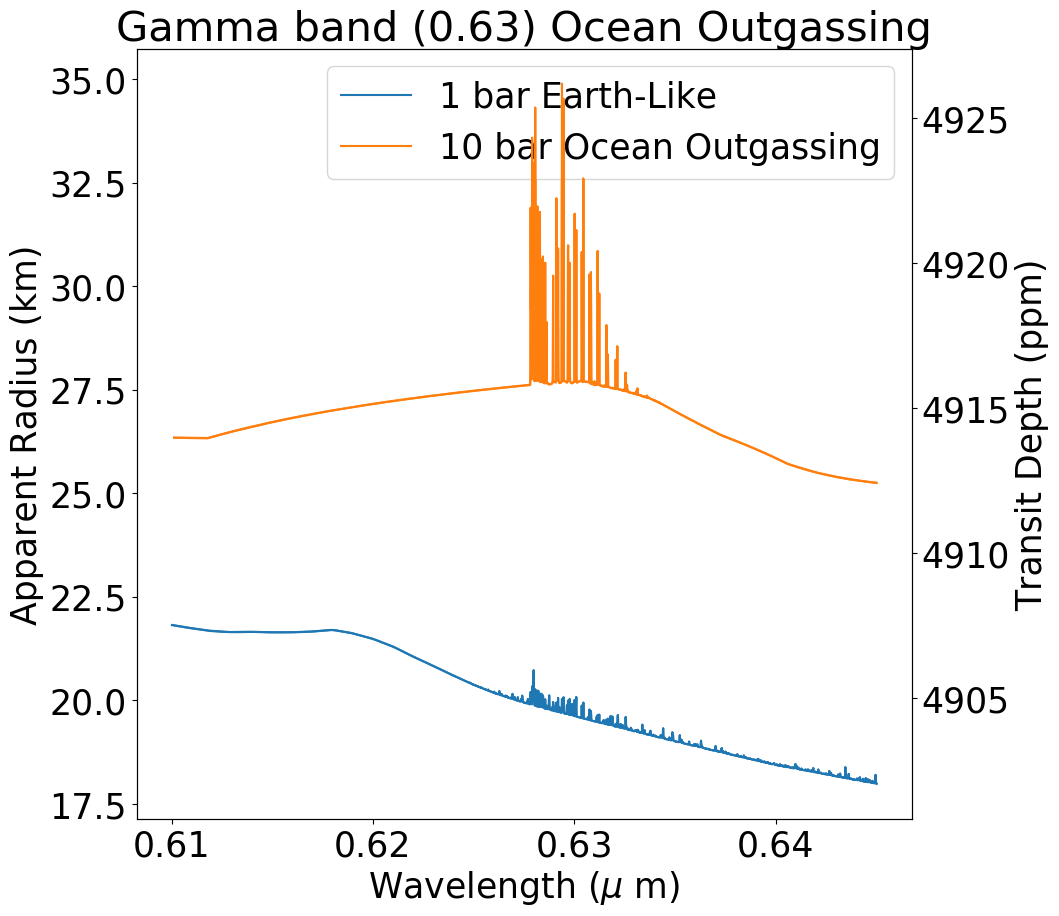 Gamma band (0.63) Ocean Outgassing
1 bar Earth-Like
10 bar Ocean Outgassing
Apparent Radius (km)
35.0
32.5
30.0
27.5
25.0
22.5
20.0
17.5
Transit Depth (ppm)
4925
4920
4915
4910
4905
0.61 0.62 0.63 0.64
Wavelength (μ m)